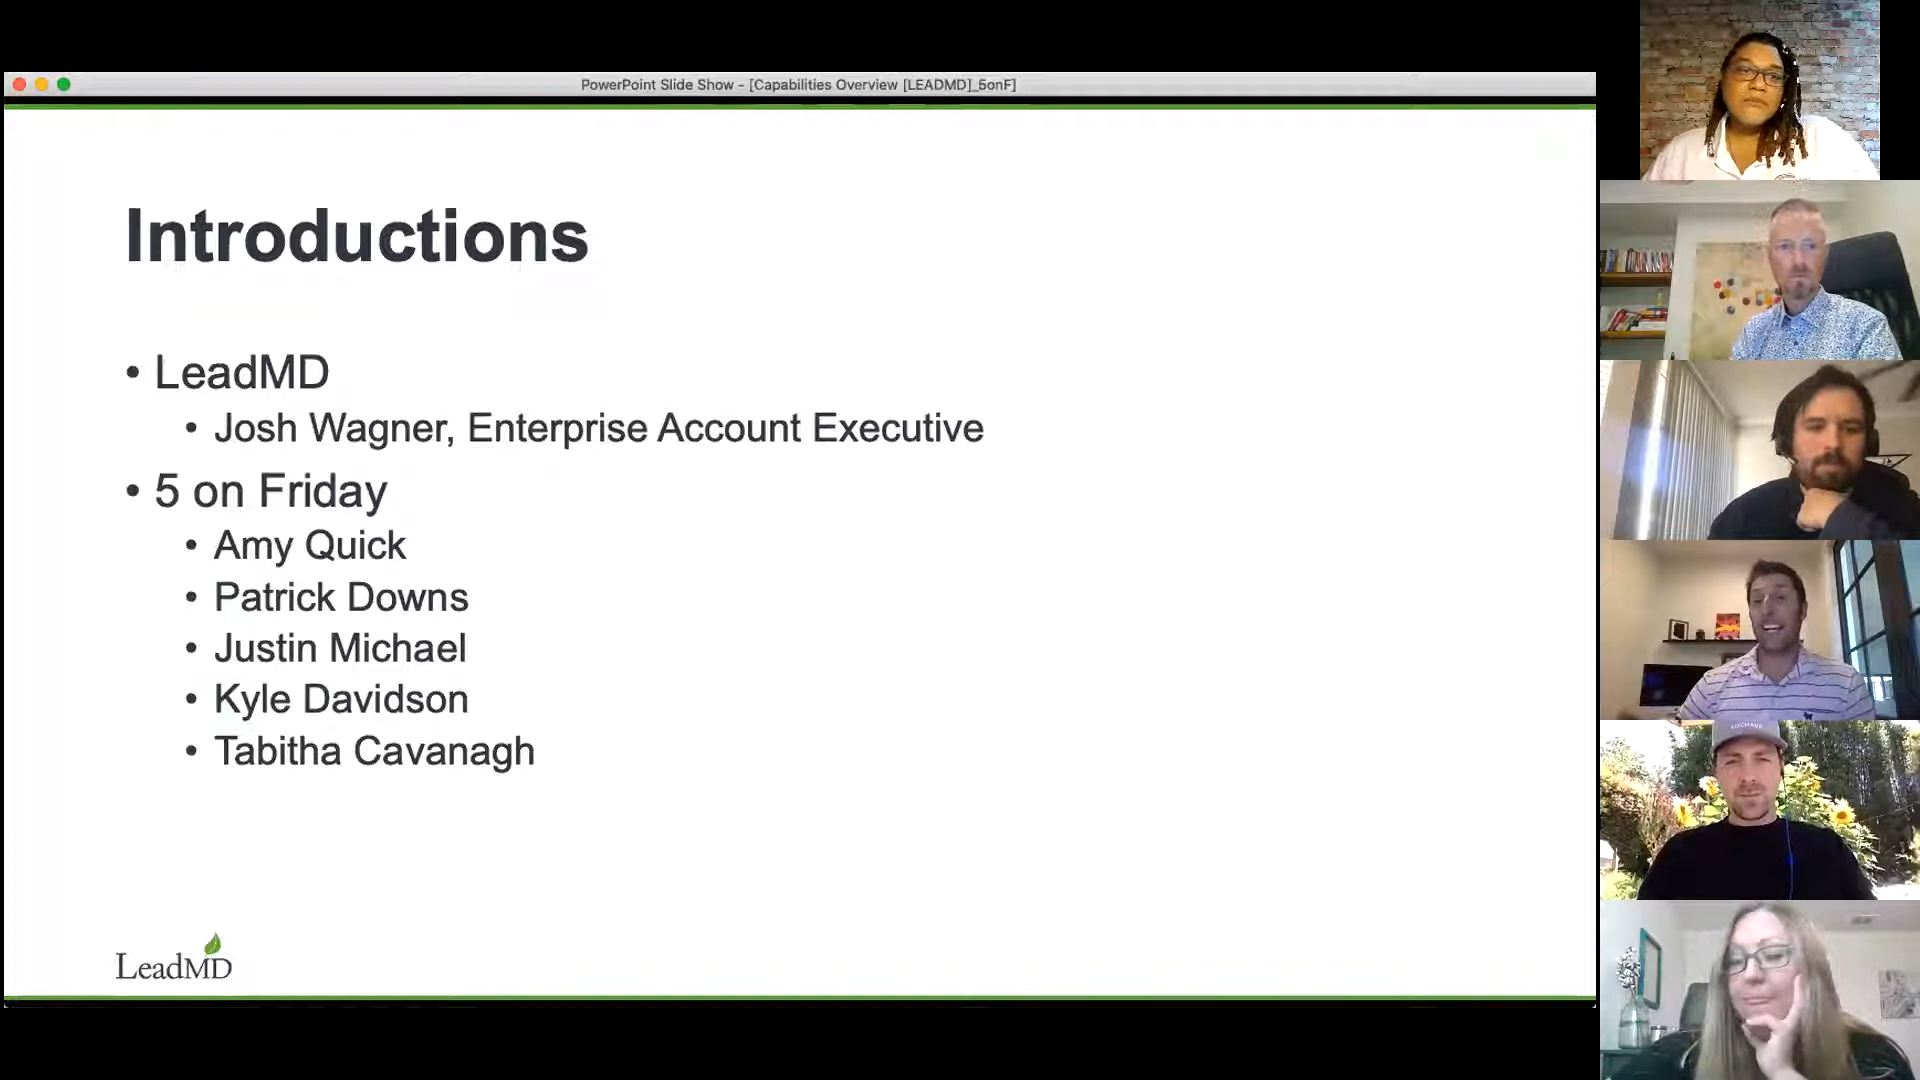 PowerPoint Slide Show - [Capabilities Overview [LEADMD]_5onF]
Introductions
• LeadMD
• Josh Wagner, Enterprise Account Executive
• 5 on Friday
• Amy Quick
• Patrick Downs
• Justin Michael
• Kyle Davidson
• Tabitha Cavanagh
LeadMD